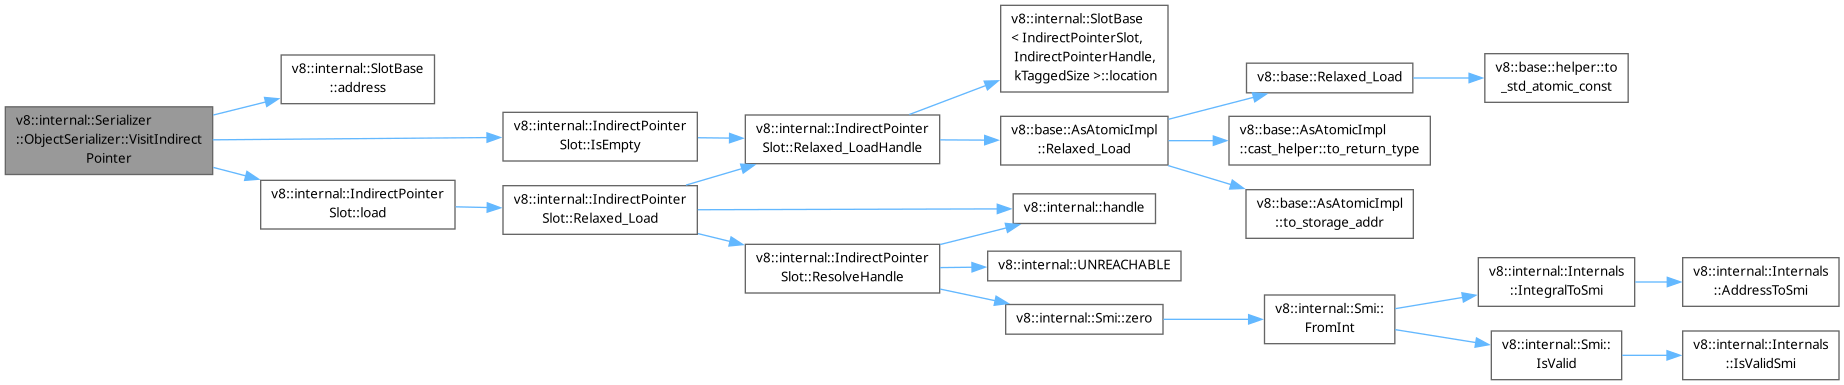 v8::internal::Serializer
::ObjectSerializer::VisitIndirect
Pointer
v8::internal::SlotBase
::address
v8::internal::IndirectPointer
Slot::IsEmpty
v8::internal::IndirectPointer
Slot::load
v8::internal::IndirectPointer
Slot::Relaxed_Load
v8::internal::IndirectPointer
Slot::Relaxed_LoadHandle
v8::internal::IndirectPointer
Slot::ResolveHandle
v8::internal::SlotBase
< IndirectPointerSlot,
IndirectPointerHandle,
kTaggedSize >::location
v8::base::AsAtomicImpl
::Relaxed_Load
v8::internal::handle
v8::internal::UNREACHABLE
v8::internal::Smi::zero
v8::base::Relaxed_Load
v8::base::AsAtomicImpl
::cast_helper::to_return_type
v8::base::AsAtomicImpl
::to_storage_addr
v8::internal::Smi::
FromInt
v8::base::helper::to
_std_atomic_const
v8::internal::Internals
::IntegralToSmi
v8::internal::Smi::
IsValid
v8::internal::Internals
::AddressToSmi
v8::internal::Internals
::IsValidSmi